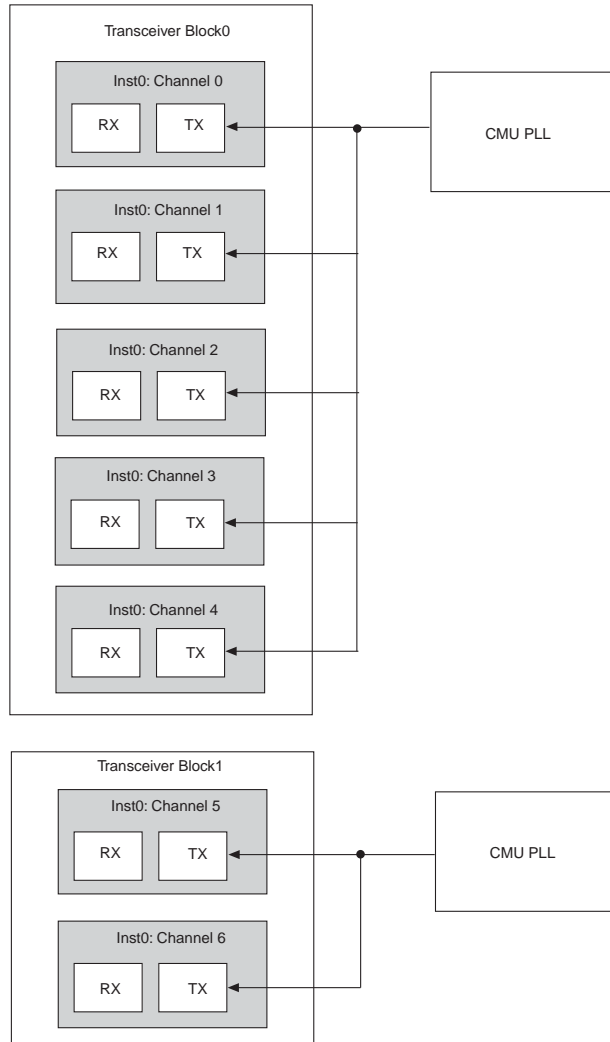 Transceiver Block0
Inst0: Channel 0
RX
TX
CMU PLL
Inst0: Channel 1
RX
TX
Inst0: Channel 2
RX
TX
Inst0: Channel 3
RX
TX
Inst0: Channel 4
RX
TX
Transceiver Block1
Inst0: Channel 5
RX
TX
CMU PLL
Inst0: Channel 6
RX
TX